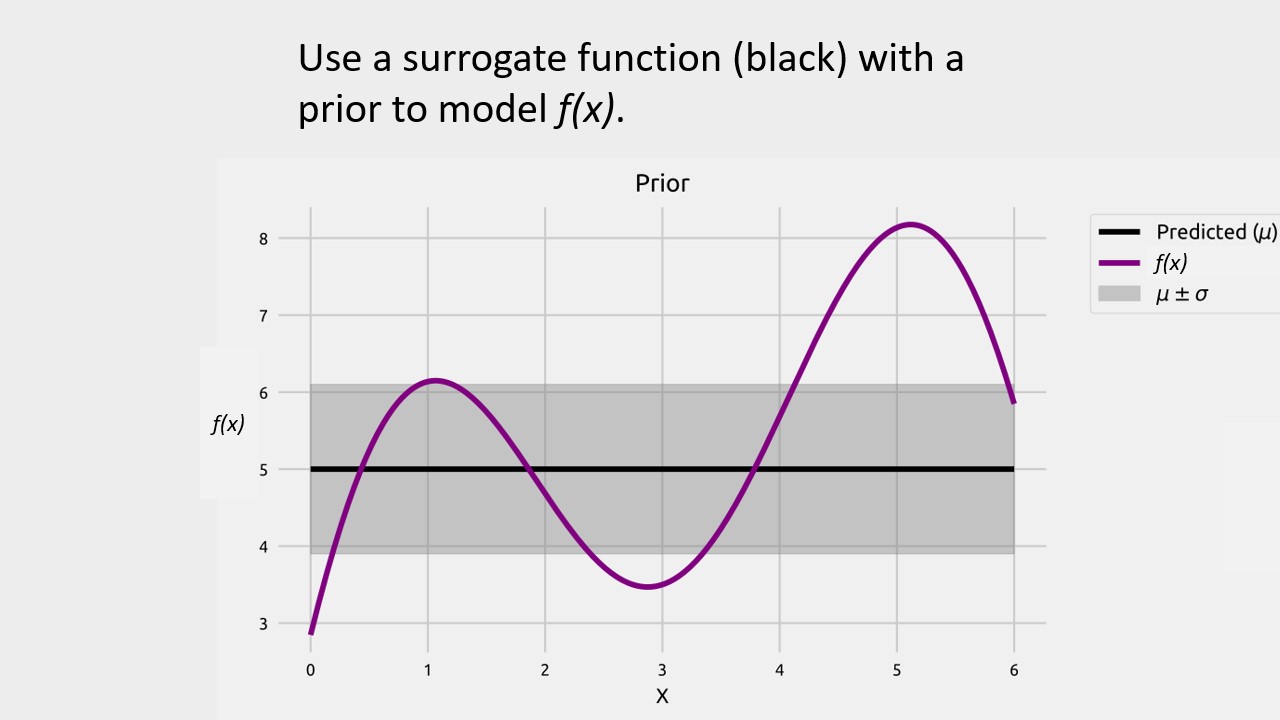 Use a surrogate function (black) with a
prior to model f(x).
Prior
8
7
6
5
4
3
f(x)
0 1 2 3 4 5 6
X
Predicted (μ)
f(x)
μ ± σ